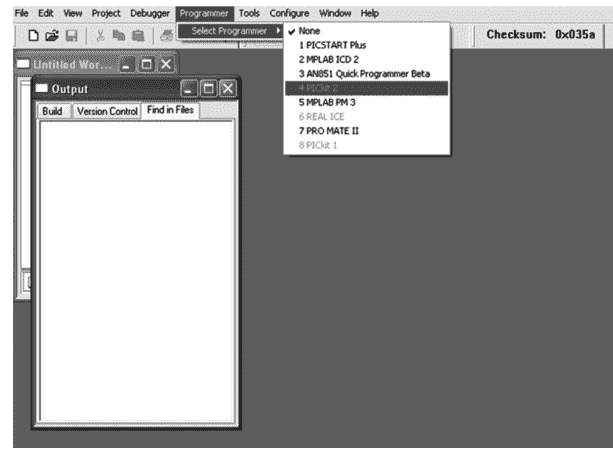 File Edit View Project Debugger Programmer Tools Configure Window Help
Select Programmer
None
1 PICSTART Plus
2 MPLAB ICD 2
3 AN851 Quick Programmer Beta
4 PICkit 2
5 MPLAB PM 3
6 REAL ICE
7 PRO MATE II
8 PICkit 1
Checksum: 0x035a
Untitled Wor...
Output
Build Version Control Find in Files